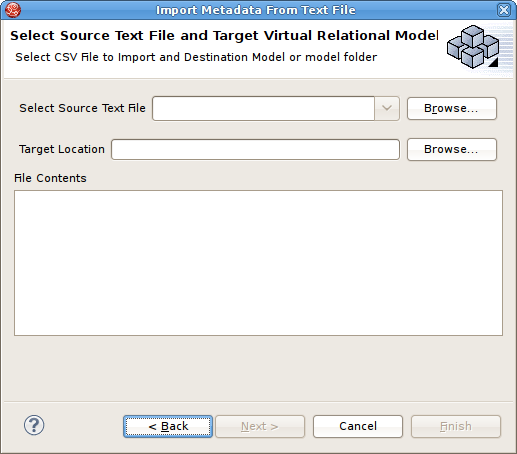 Import Metadata From Text File
Select Source Text File and Target Virtual Relational Model
Select CSV File to Import and Destination Model or model folder
Select Source Text File Browse...
Target Location Browse...
File Contents
? < Back Next > Cancel Finish